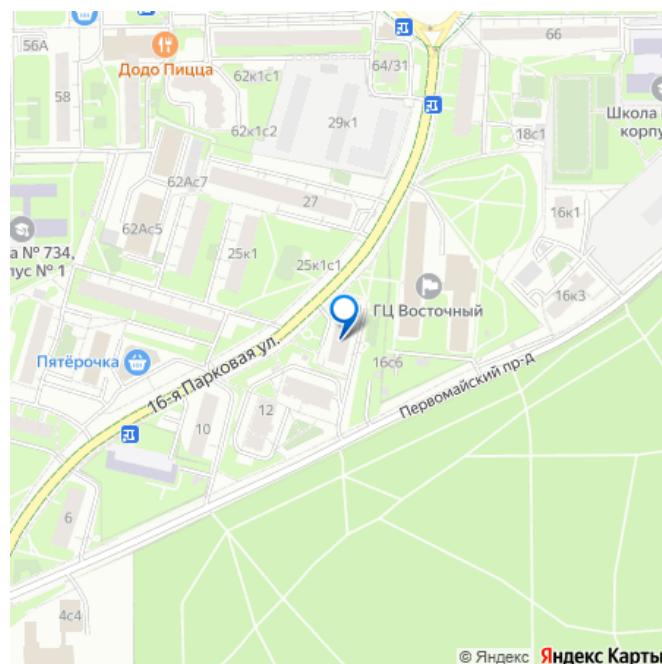 56А
66
Додо Пицца
62к1с1
64/31
58
Школа
корпу
29к1
62к1с2
18с1
62Ас7
27
16к1
62Ас5
а № 734,
пус № 1
25к1
25к1с1
16к3
ГЦ Восточный
Пятёрочка
16-я Парковая ул.
16с6
Первомайский пр-д
12
10
6
4с4
© Яндекс Яндекс Карты